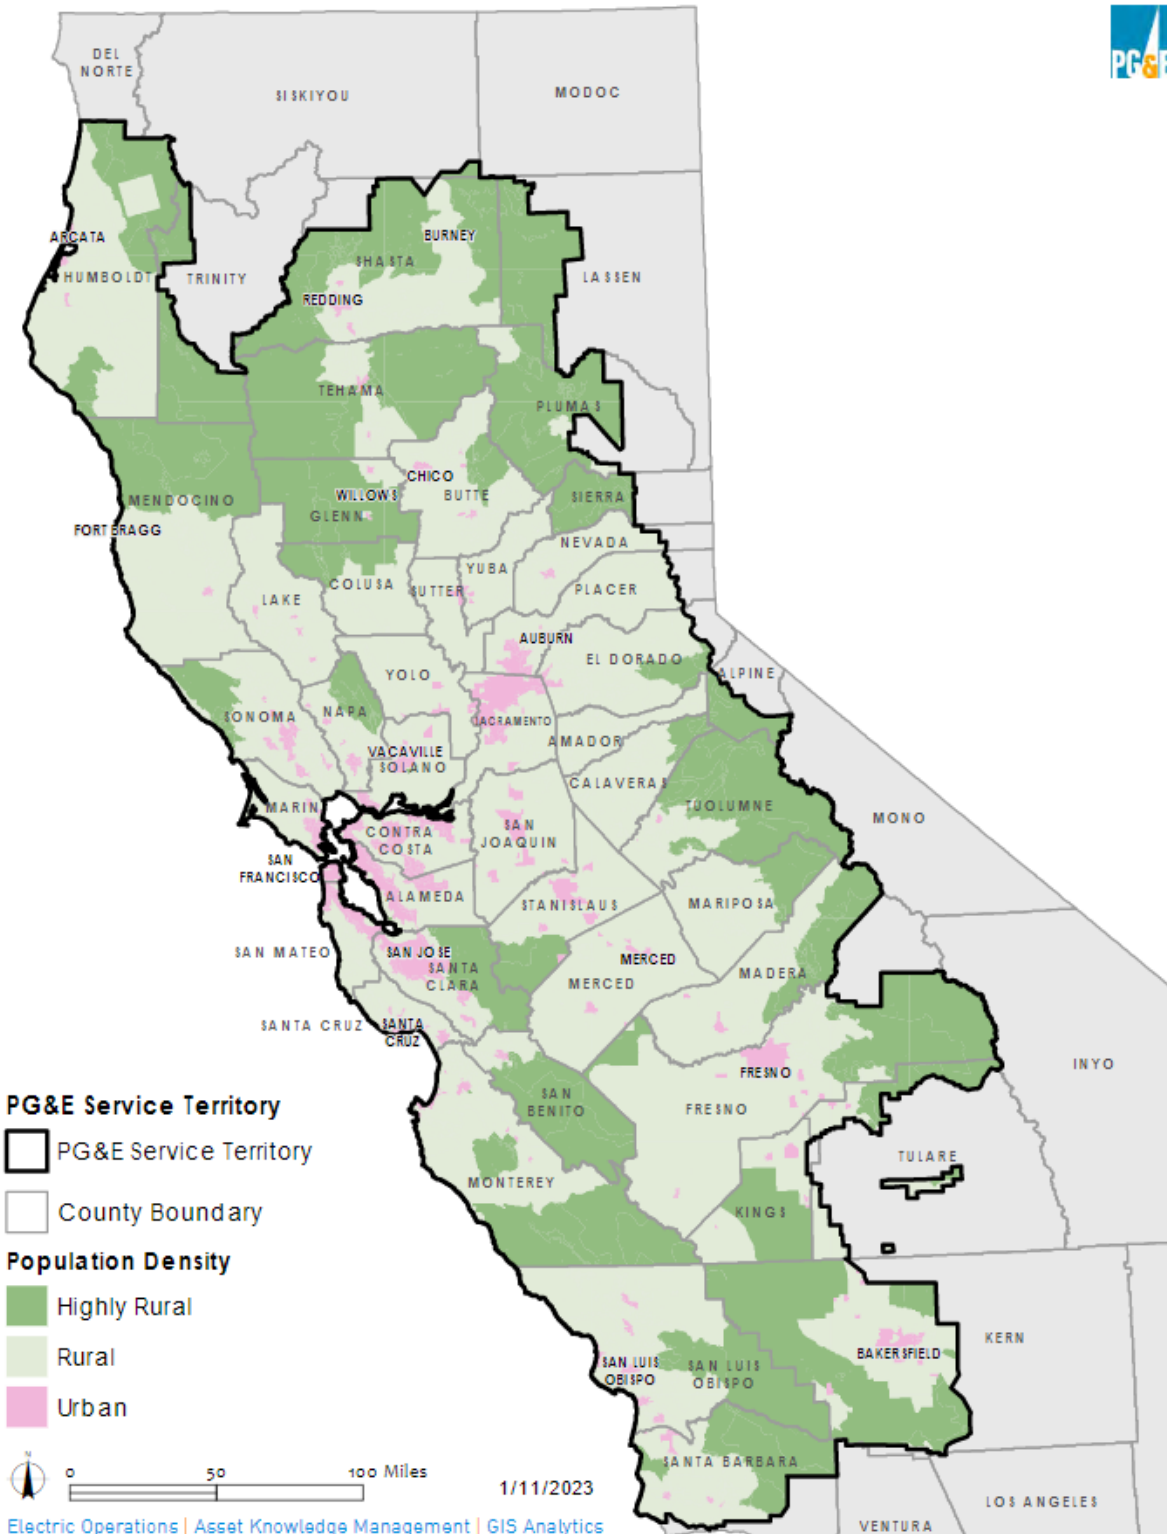 DEL
NORTE
SISKIYOU
MODOC
PG&E
ARCATA
HUMBOLDT
TRINITY
BURNEY
SHASTA
REDDING
LASSEN
TEHAMA
PLUMAS
CHICO
WILLOWS
BUTTE
GLENN
MENDOCINO
FORT BRAGG
SIERRA
NEVADA
YUBA
COLUSA
SUTTER
PLACER
LAKE
AUBURN
EL DORADO
YOLO
ALPINE
SONOMA
NAPA
SACRAMENTO
AMADOR
VACAVILLE
SOLANO
CALAVERAS
MARIN
TUOLUMNE
MONO
CONTRA
COSTA
SAN
JOAQUIN
SAN
FRANCISCO
ALAMEDA
STANISLAUS
MARIPOSA
SAN MATEO
SAN JOSE
SANTA
CLARA
MERCED
MERCED
MADERA
SANTA CRUZ
SANTA
CRUZ
FRESNO
INYO
SAN
BENITO
FRESNO
TULARE
MONTEREY
KINGS
KERN
BAKERSFIELD
SAN LUIS
OBISPO
SAN LUIS
OBISPO
SANTA BARBARA
LOS ANGELES
VENTURA
PG&E Service Territory
PG&E Service Territory
County Boundary
Population Density
Highly Rural
Rural
Urban
N
0 50 100 Miles
1/11/2023
Electric Operations | Asset Knowledge Management | GIS Analytics